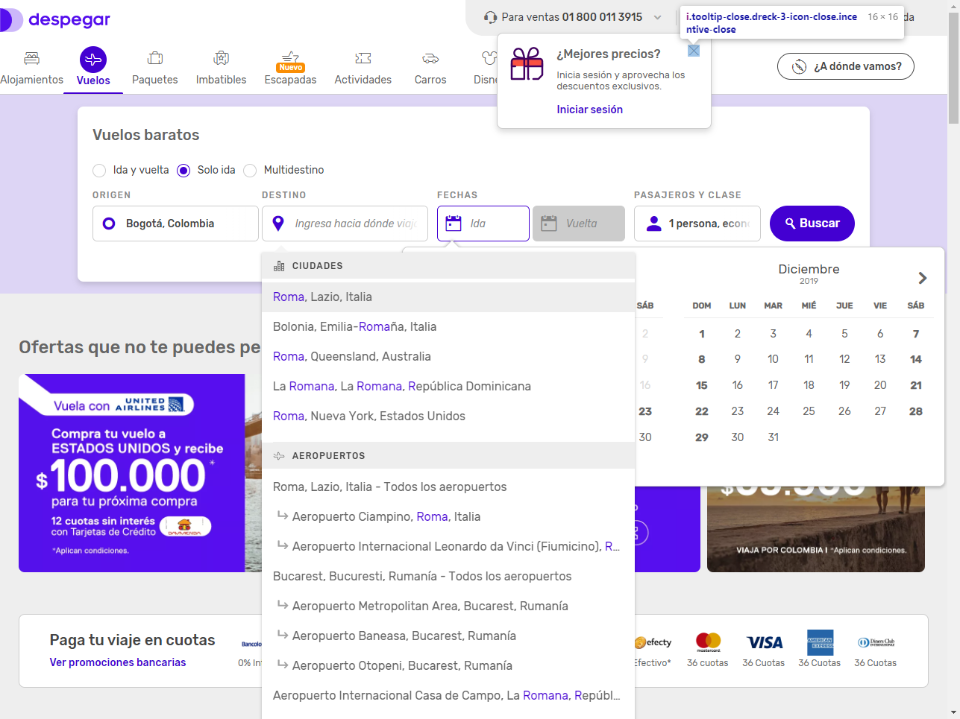 despegar
Para ventas 01 800 011 3915
i.tooltip-close.dreck-3-icon-close.ince
ntive-close
16 × 16
da
Alojamientos
Vuelos
Paquetes
Imbatibles
Nuevo
Escapadas
Actividades
Carros
Disne
¿A dónde vamos?
¿Mejores precios?
Inicia sesión y aprovecha los
descuentos exclusivos.
Iniciar sesión
Vuelos baratos
Ida y vuelta
Solo ida
Multidestino
ORIGEN
DESTINO
FECHAS
PASAJEROS Y CLASE
Bogotá, Colombia
Ingresa hacia dónde viaj
Ida
Vuelta
1 persona, econ
Buscar
CIUDADES
Roma, Lazio, Italia
Bolonia, Emilia-Romaña, Italia
Roma, Queensland, Australia
La Romana, La Romana, República Dominicana
Roma, Nueva York, Estados Unidos
AEROPUERTOS
Roma, Lazio, Italia - Todos los aeropuertos
Aeropuerto Ciampino, Roma, Italia
Aeropuerto Internacional Leonardo da Vinci (Fiumicino), R...
Bucarest, Bucuresti, Rumanía - Todos los aeropuertos
Aeropuerto Metropolitan Area, Bucarest, Rumanía
Aeropuerto Baneasa, Bucarest, Rumanía
Aeropuerto Otopeni, Bucarest, Rumanía
Aeropuerto Internacional Casa de Campo, La Romana, Repúbl...
Diciembre
2019
SÁB
2
9
16
23
30
DOM LUN MAR MIÉ JUE VIE SÁB
1 2 3 4 5 6 7
8 9 10 11 12 13 14
15 16 17 18 19 20 21
22 23 24 25 26 27 28
29 30 31
Ofertas que no te puedes pe
Vuela con UNITED AIRLINES
Compra tu vuelo a
ESTADOS UNIDOS y recibe
$100.000*
para tu próxima compra
12 cuotas sin interés
con Tarjetas de Crédito
DAVIVIENDA
*Aplican condiciones.
VIAJA POR COLOMBIA | *Aplican condiciones.
Paga tu viaje en cuotas
Ver promociones bancarias
Bancolo
0% In
efecty
Efectivo*
mastercard
36 cuotas
VISA
36 Cuotas
AMERICAN EXPRESS
36 Cuotas
Diners Club
36 Cuotas